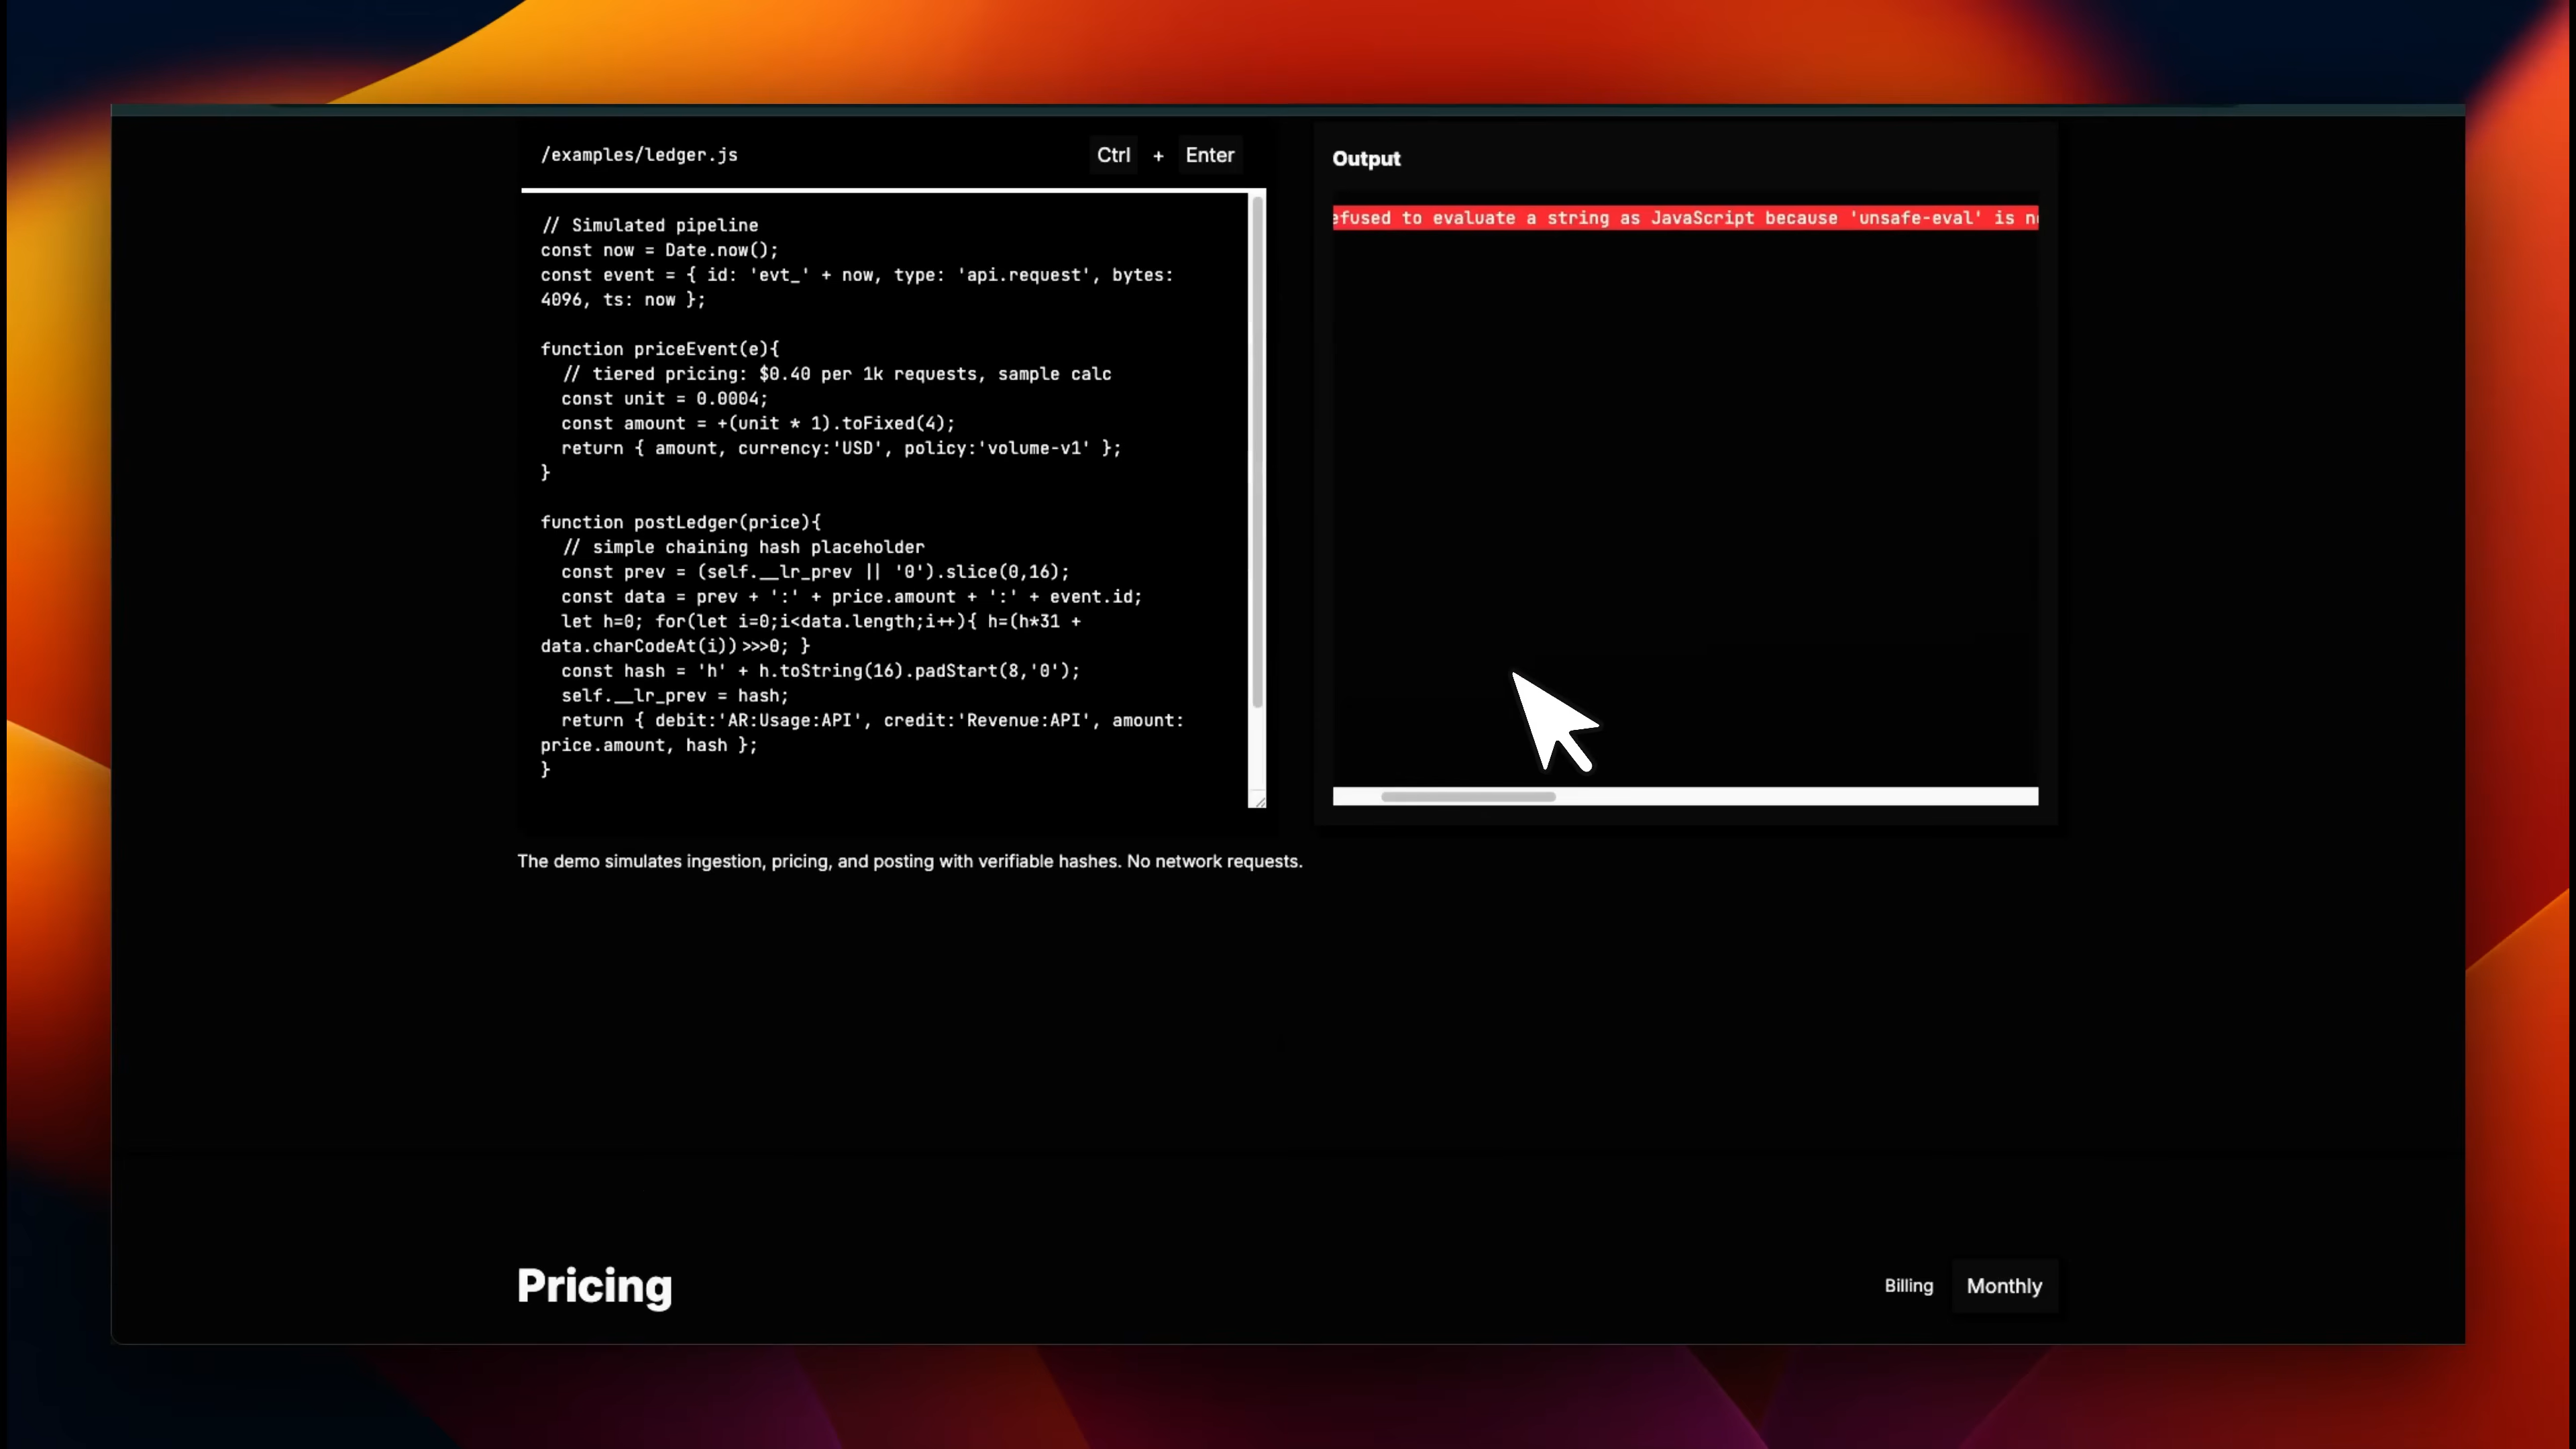 /examples/ledger.js
Ctrl + Enter
// Simulated pipeline
const now = Date.now();
const event = { id: 'evt_' + now, type: 'api.request', bytes:
4096, ts: now };
function priceEvent(e){
// tiered pricing: $0.40 per 1k requests, sample calc
const unit = 0.0004;
const amount = +(unit * 1).toFixed(4);
return { amount, currency:'USD', policy:'volume-v1' };
}
function postLedger(price){
// simple chaining hash placeholder
const prev = (self.__lr_prev || '0').slice(0,16);
const data = prev + ':' + price.amount + ':' + event.id;
let h=0; for(let i=0;i<data.length;i++){ h=(h*31 +
data.charCodeAt(i))>>>0; }
const hash = 'h' + h.toString(16).padStart(8,'0');
self.__lr_prev = hash;
return { debit:'AR:Usage:API', credit:'Revenue:API', amount:
price.amount, hash };
}
Output
efused to evaluate a string as JavaScript because 'unsafe-eval' is
The demo simulates ingestion, pricing, and posting with verifiable hashes. No network requests.
Pricing
Billing
Monthly